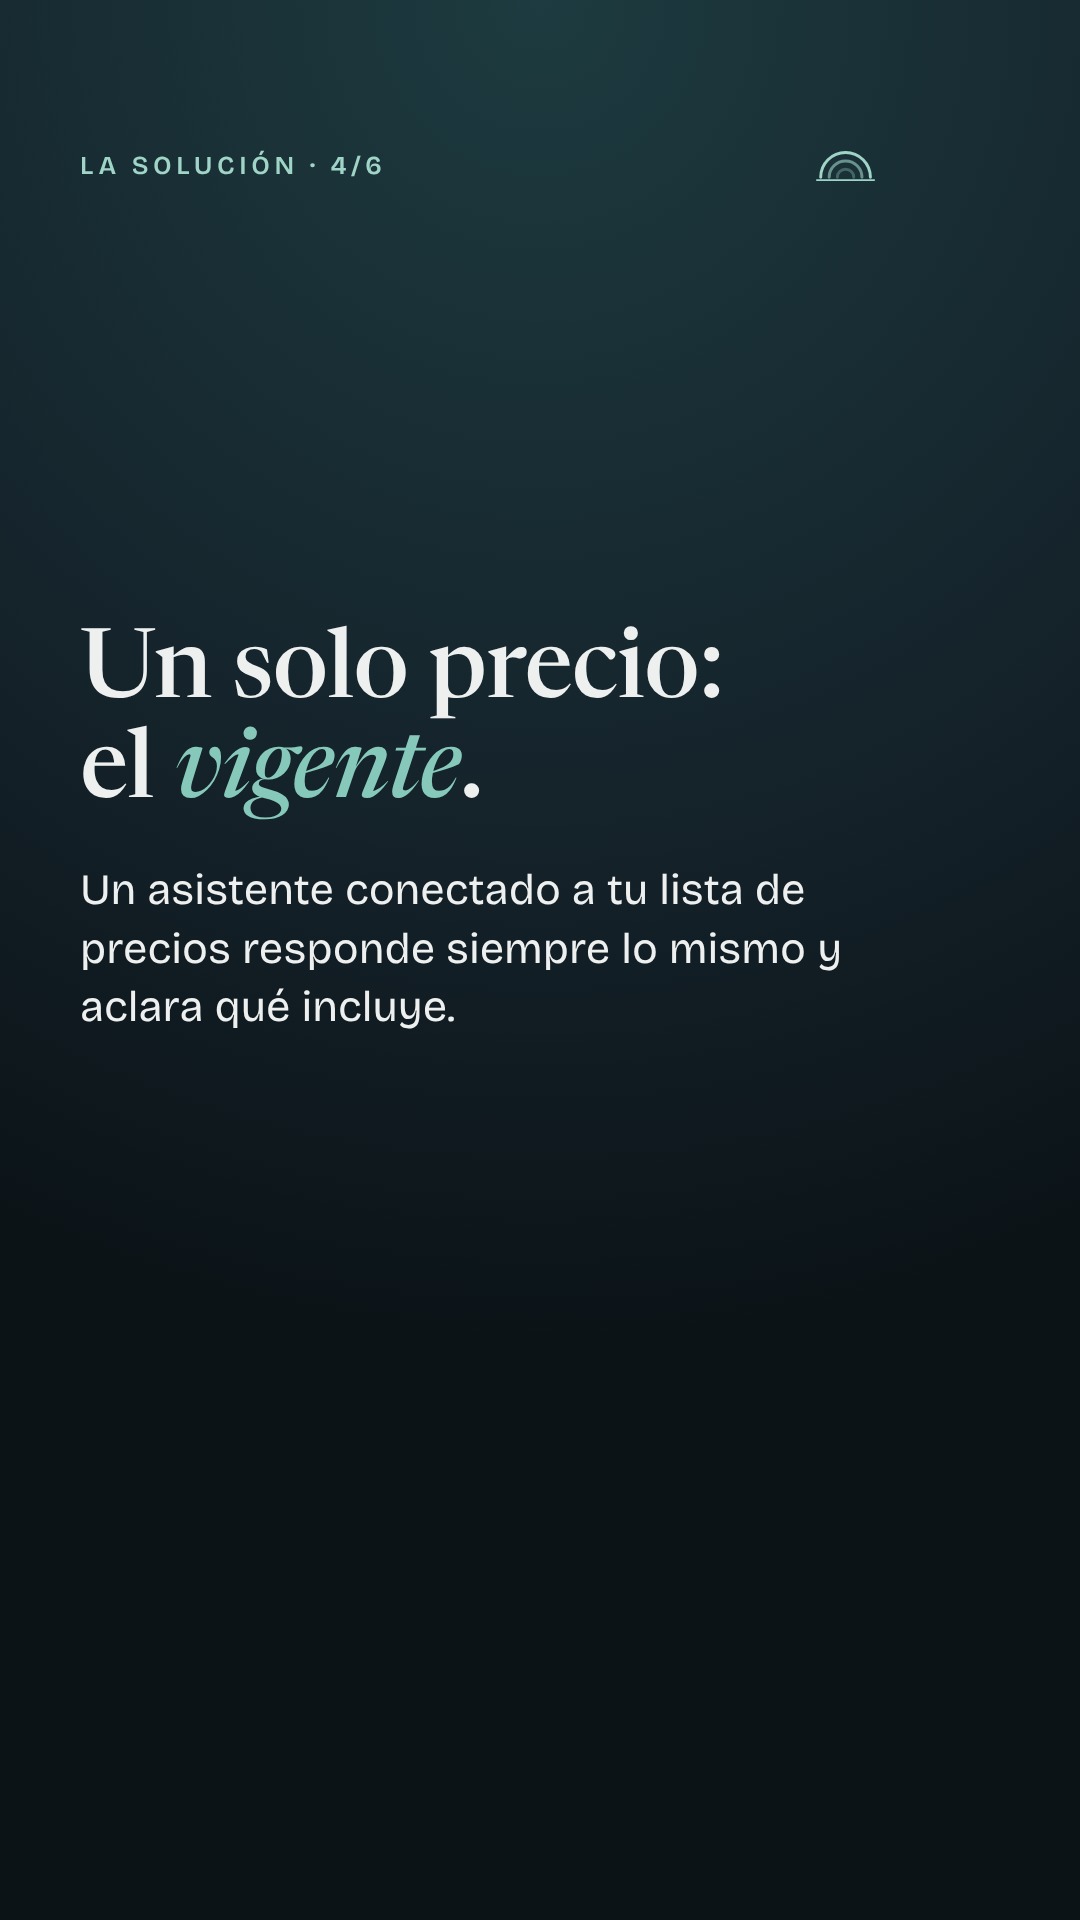 LA SOLUCIÓN · 4/6
Un solo precio:
el vigente.
Un asistente conectado a tu lista de
precios responde siempre lo mismo y
aclara qué incluye.